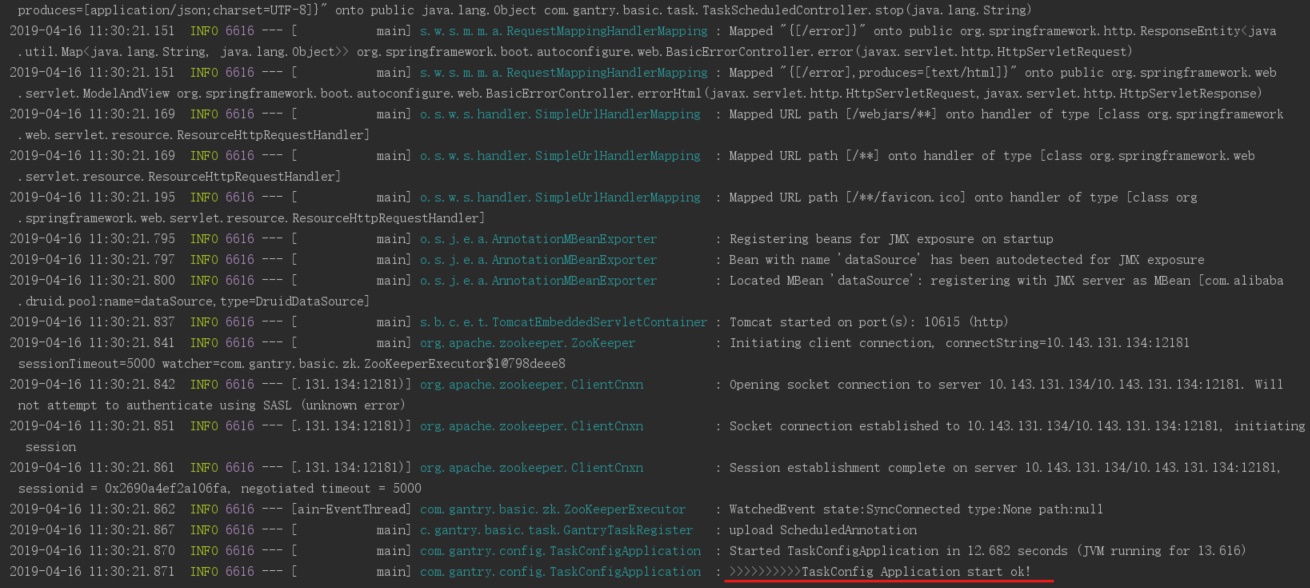 produces=[application/json;charset=UTF-8]}" onto public java.lang.Object com.gantry.basic.task.TaskScheduledController.stop(java.lang.String)
2019-04-16 11:30:21.151  INFO 6616 --- [           main] s.w.s.m.m.a.RequestMappingHandlerMapping : Mapped "{[/error]}" onto public org.springframework.http.ResponseEntity<java
.util.Map<java.lang.String, java.lang.Object>> org.springframework.boot.autoconfigure.web.BasicErrorController.error(javax.servlet.http.HttpServletRequest)
2019-04-16 11:30:21.151  INFO 6616 --- [           main] s.w.s.m.m.a.RequestMappingHandlerMapping : Mapped "{[/error],produces=[text/html]}" onto public org.springframework.web
.servlet.ModelAndView org.springframework.boot.autoconfigure.web.BasicErrorController.errorHtml(javax.servlet.http.HttpServletRequest,javax.servlet.http.HttpServletResponse)
2019-04-16 11:30:21.169  INFO 6616 --- [           main] o.s.w.s.handler.SimpleUrlHandlerMapping  : Mapped URL path [/webjars/**] onto handler of type [class org.springframework
.web.servlet.resource.ResourceHttpRequestHandler]
2019-04-16 11:30:21.169  INFO 6616 --- [           main] o.s.w.s.handler.SimpleUrlHandlerMapping  : Mapped URL path [/**] onto handler of type [class org.springframework.web
.servlet.resource.ResourceHttpRequestHandler]
2019-04-16 11:30:21.195  INFO 6616 --- [           main] o.s.w.s.handler.SimpleUrlHandlerMapping  : Mapped URL path [/**/favicon.ico] onto handler of type [class org
.springframework.web.servlet.resource.ResourceHttpRequestHandler]
2019-04-16 11:30:21.795  INFO 6616 --- [           main] o.s.j.e.a.AnnotationMBeanExporter        : Registering beans for JMX exposure on startup
2019-04-16 11:30:21.797  INFO 6616 --- [           main] o.s.j.e.a.AnnotationMBeanExporter        : Bean with name 'dataSource' has been autodetected for JMX exposure
2019-04-16 11:30:21.800  INFO 6616 --- [           main] o.s.j.e.a.AnnotationMBeanExporter        : Located MBean 'dataSource': registering with JMX server as MBean [com.alibaba
.druid.pool:name=dataSource,type=DruidDataSource]
2019-04-16 11:30:21.837  INFO 6616 --- [           main] s.b.c.e.t.TomcatEmbeddedServletContainer : Tomcat started on port(s): 10615 (http)
2019-04-16 11:30:21.841  INFO 6616 --- [           main] org.apache.zookeeper.ZooKeeper           : Initiating client connection, connectString=10.143.131.134:12181
sessionTimeout=5000 watcher=com.gantry.basic.zk.ZooKeeperExecutor$1@798deee8
2019-04-16 11:30:21.842  INFO 6616 --- [.131.134:12181)] org.apache.zookeeper.ClientCnxn          : Opening socket connection to server 10.143.131.134/10.143.131.134:12181. Will
not attempt to authenticate using SASL (unknown error)
2019-04-16 11:30:21.851  INFO 6616 --- [.131.134:12181)] org.apache.zookeeper.ClientCnxn          : Socket connection established to 10.143.131.134/10.143.131.134:12181, initiating
session
2019-04-16 11:30:21.861  INFO 6616 --- [.131.134:12181)] org.apache.zookeeper.ClientCnxn          : Session establishment complete on server 10.143.131.134/10.143.131.134:12181,
sessionid = 0x2690a4ef2a106fa, negotiated timeout = 5000
2019-04-16 11:30:21.862  INFO 6616 --- [ain-EventThread] com.gantry.basic.zk.ZooKeeperExecutor    : WatchedEvent state:SyncConnected type:None path:null
2019-04-16 11:30:21.867  INFO 6616 --- [           main] c.gantry.basic.task.GantryTaskRegister   : upload ScheduledAnnotation
2019-04-16 11:30:21.870  INFO 6616 --- [           main] com.gantry.config.TaskConfigApplication  : Started TaskConfigApplication in 12.682 seconds (JVM running for 13.616)
2019-04-16 11:30:21.871  INFO 6616 --- [           main] com.gantry.config.TaskConfigApplication  : >>>>>>>>>>TaskConfig Application start ok!